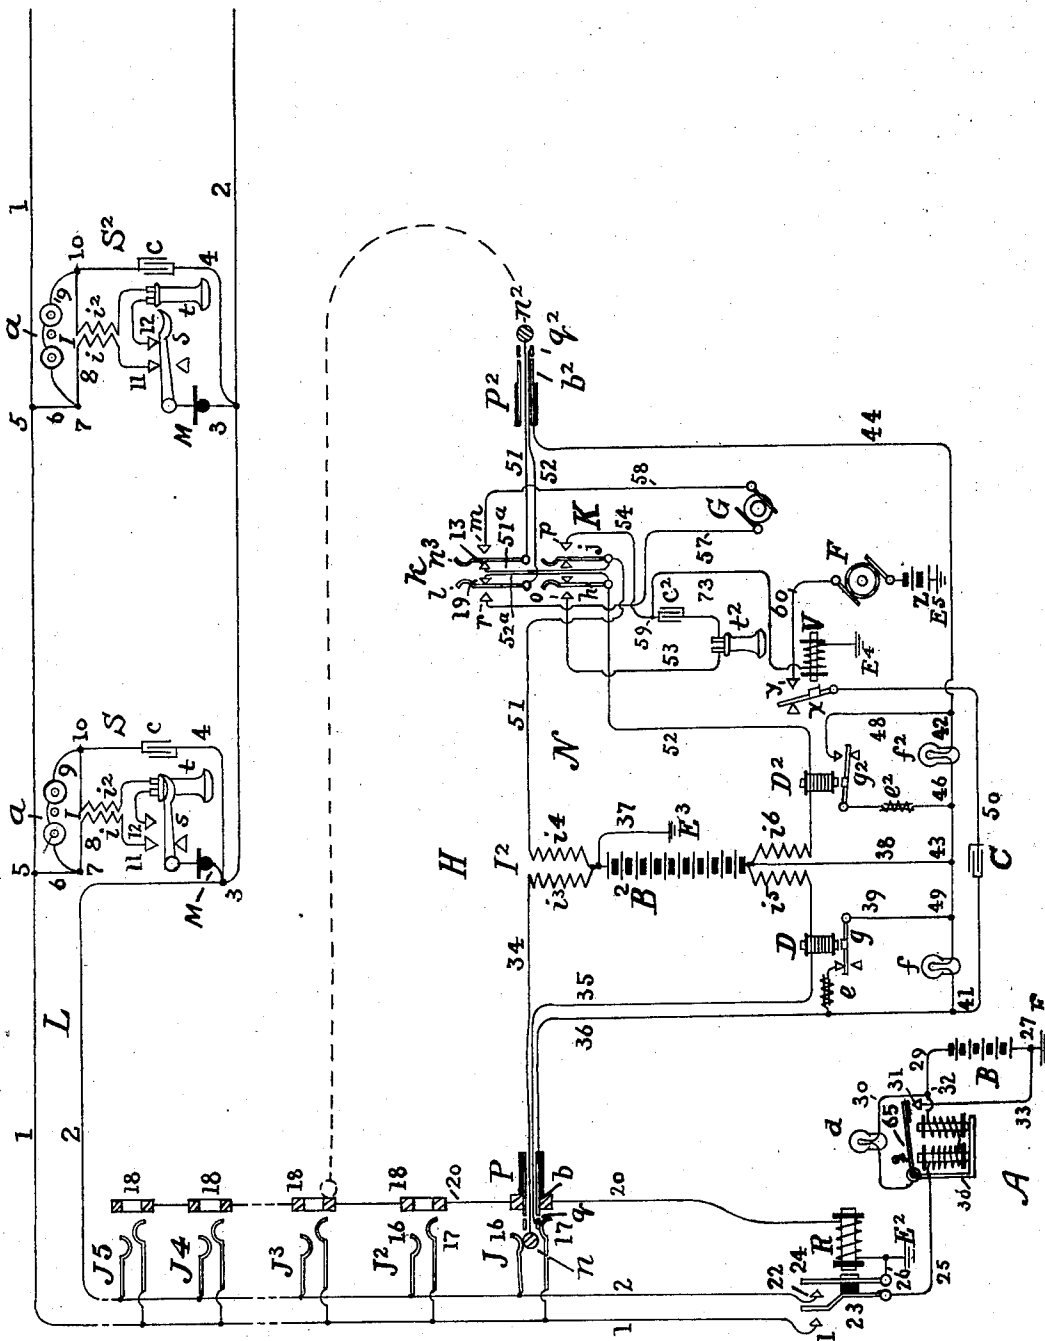 1 5 a 5 a 1
L 6 9 6 9
2 7 I 10 7 I 10
8 i i² 8 i i² S²
J5 18 11 12 S c 11 12 c
J4 18 s t s t
M 4 M 4
3 3 2
J³ 18
J² 16 18
17 20
H k
J 16 P 34 I² i³ i4 51 l n³ 13 m P² n²
n 17 q b 35 B² 37 E³ N 19 r 51ª 51 52 b² q²
1 2 20 36 i5 i6 52 52ª o h j p K
38 59 C² 54 58
53 t² 73 57 G
1 22 24 R D D² y x V 60 F
23 26 E² e g 39 g² 48 E⁴ Z E5 44
d 30 f e² f²
25 65 31 29 41 49 43 46 42
36 32 B C 50
A 33 27 E